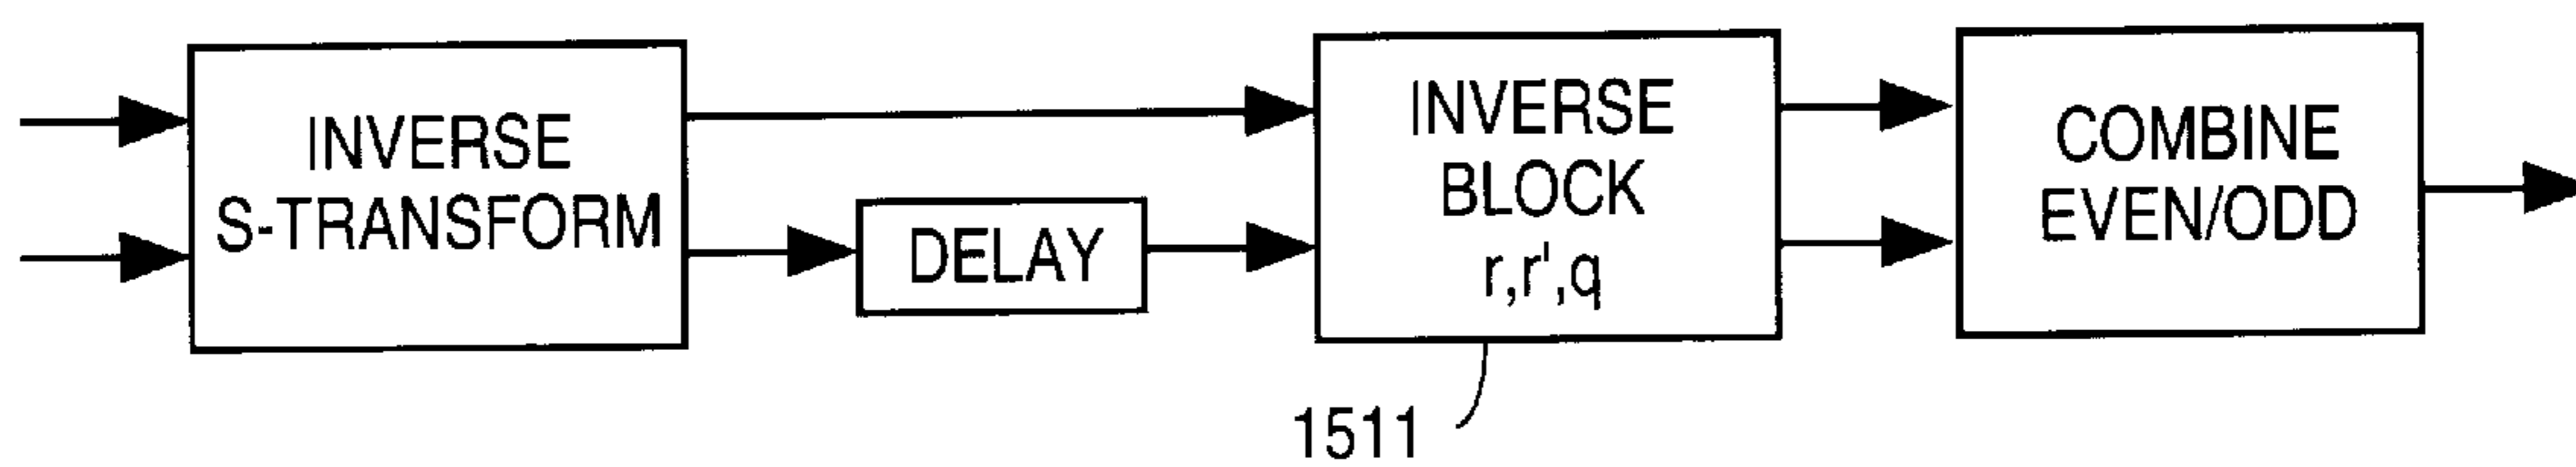 INVERSE
S-TRANSFORM
DELAY
INVERSE
BLOCK
r,r',q
COMBINE
EVEN/ODD
1511